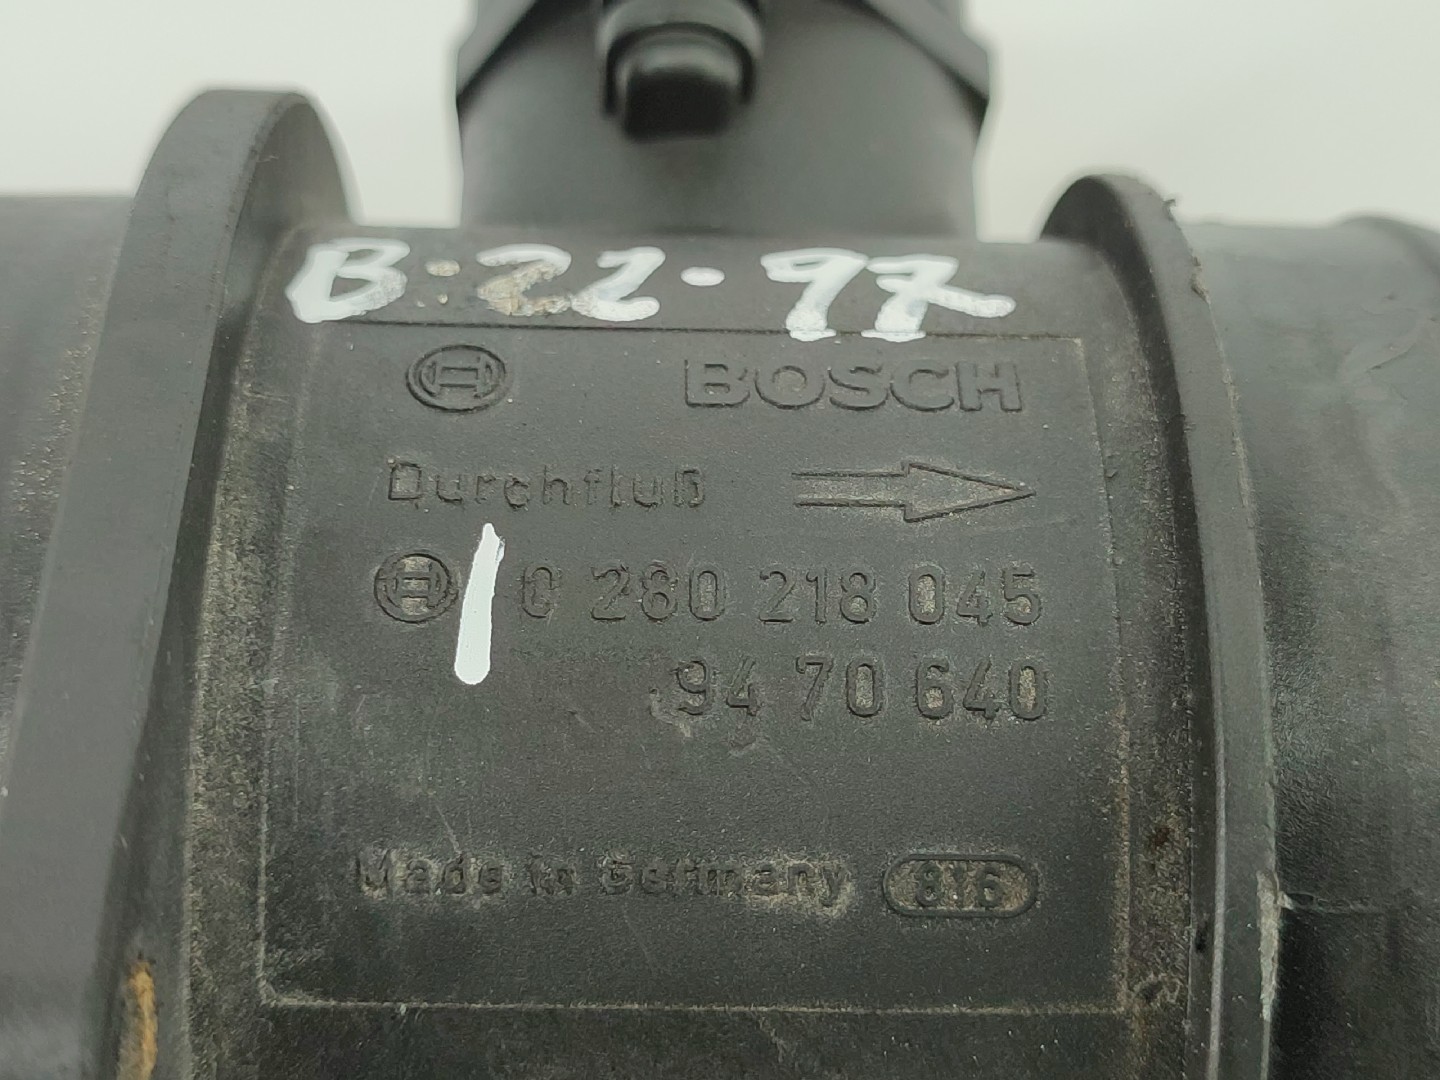 B·22·97
BOSCH
Durchfluß
0 280 218 045
94 70 640
Made in Germany 816